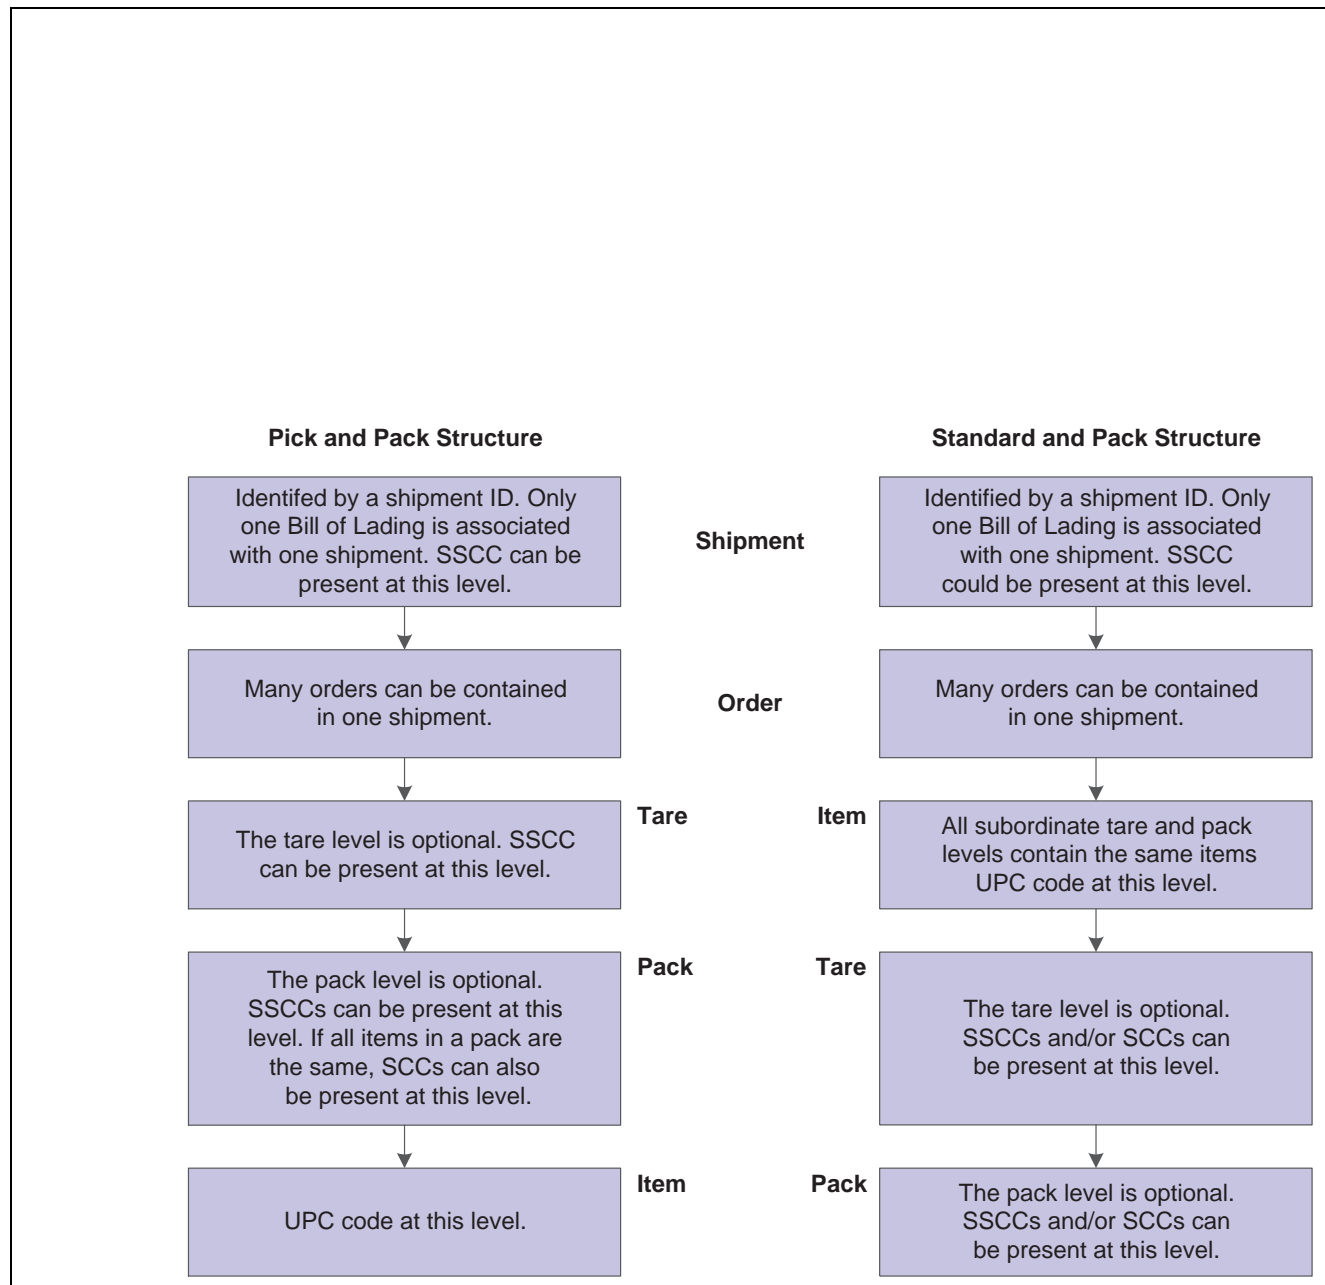 Pick and Pack Structure
Standard and Pack Structure
Identifed by a shipment ID. Only
one Bill of Lading is associated
with one shipment. SSCC can be
present at this level.
Shipment
Identified by a shipment ID. Only
one Bill of Lading is associated
with one shipment. SSCC
could be present at this level.
Many orders can be contained
in one shipment.
Order
Many orders can be contained
in one shipment.
The tare level is optional. SSCC
can be present at this level.
Tare
Item
All subordinate tare and pack
levels contain the same items
UPC code at this level.
The pack level is optional.
SSCCs can be present at this
level. If all items in a pack are
the same, SCCs can also
be present at this level.
Pack
Tare
The tare level is optional.
SSCCs and/or SCCs can
be present at this level.
UPC code at this level.
Item
Pack
The pack level is optional.
SSCCs and/or SCCs can
be present at this level.